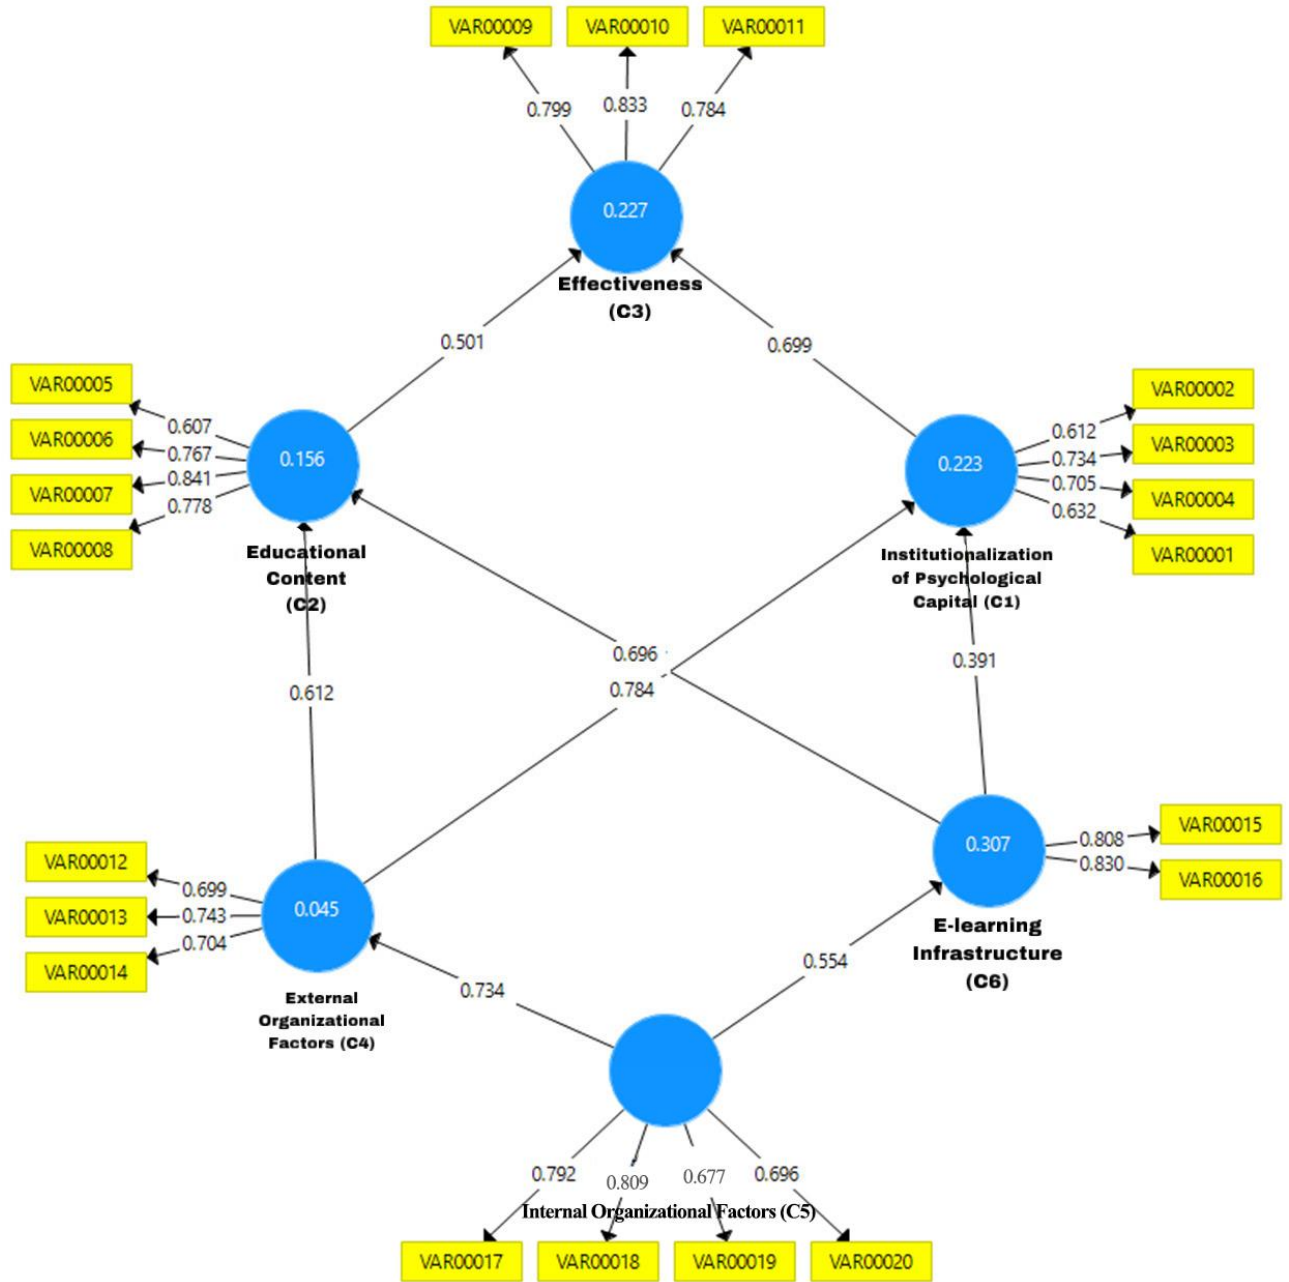 VAR00009 VAR00010 VAR00011
0.799 0.833 0.784
0.227
Effectiveness
(C3)
0.501 0.699
VAR00005
VAR00006
VAR00007
VAR00008
0.607
0.767
0.841
0.778
0.156
Educational
Content
(C2)
VAR00002
VAR00003
VAR00004
VAR00001
0.612
0.734
0.705
0.632
0.223
Institutionalization
of Psychological
Capital (C1)
0.696
0.784
0.612
0.391
VAR00012
VAR00013
VAR00014
0.699
0.743
0.704
0.045
External
Organizational
Factors (C4)
0.307
0.808
0.830
VAR00015
VAR00016
E-learning
Infrastructure
(C6)
0.734 0.554
0.792 0.809 0.677 0.696
Internal Organizational Factors (C5)
VAR00017 VAR00018 VAR00019 VAR00020